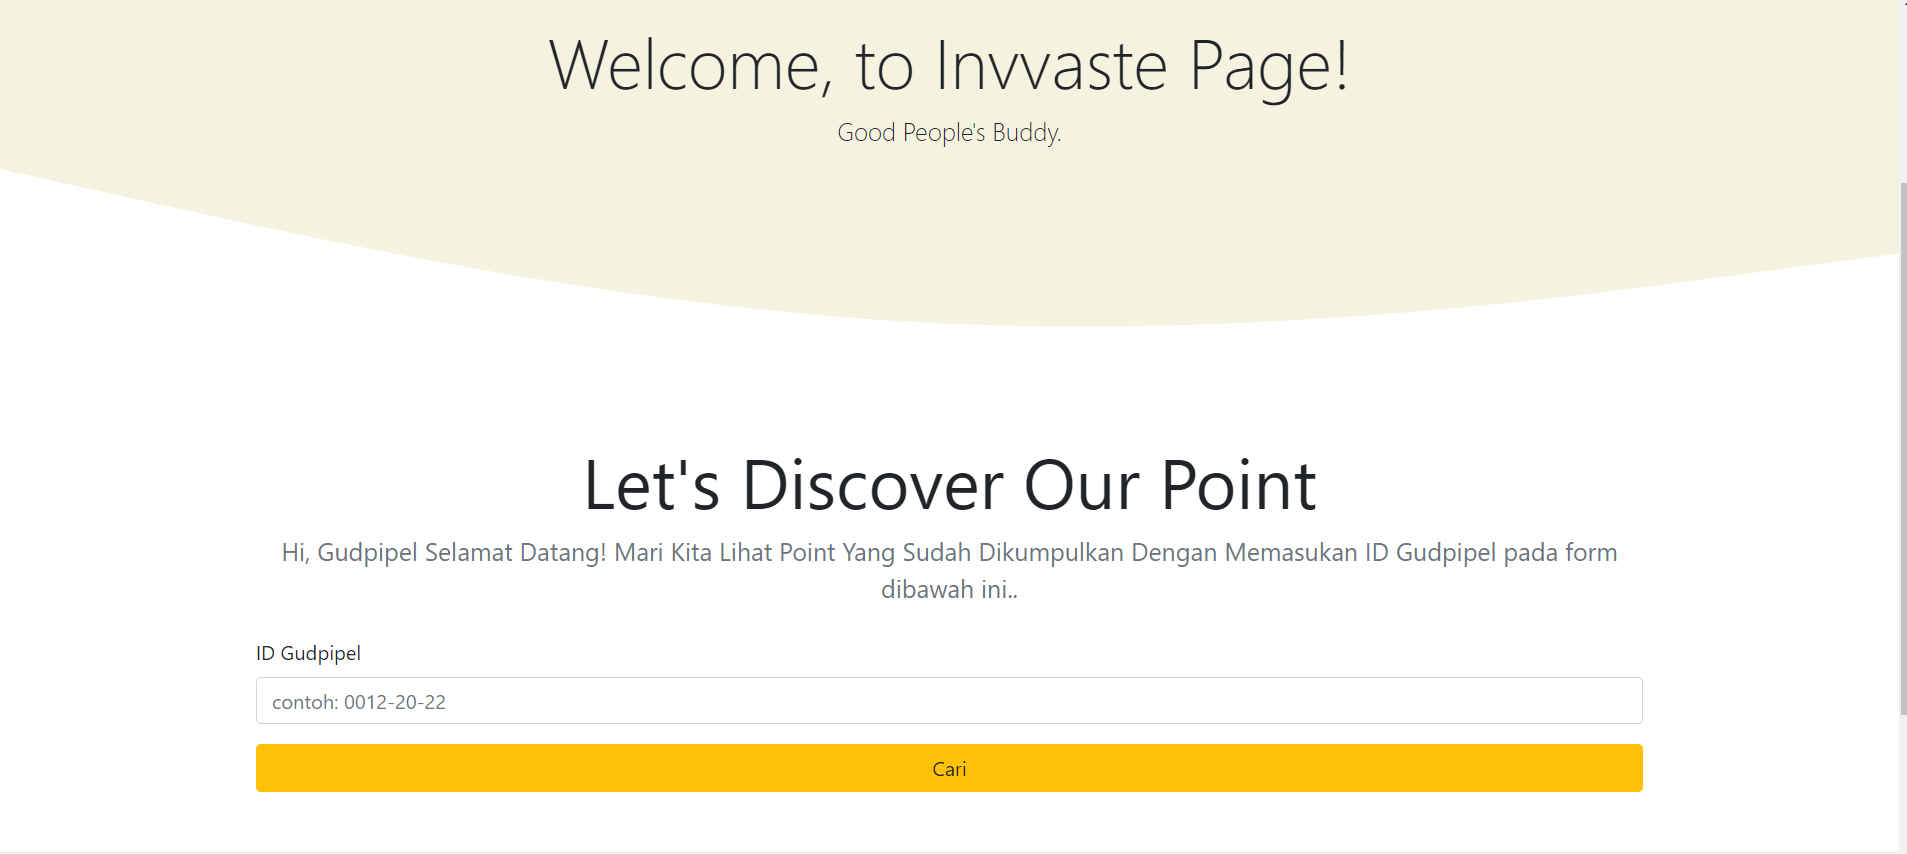 Welcome, to Invvaste Page!
Good People's Buddy.
Let's Discover Our Point
Hi, Gudpipel Selamat Datang! Mari Kita Lihat Point Yang Sudah Dikumpulkan Dengan Memasukan ID Gudpipel pada form
dibawah ini..
ID Gudpipel
contoh: 0012-20-22
Cari